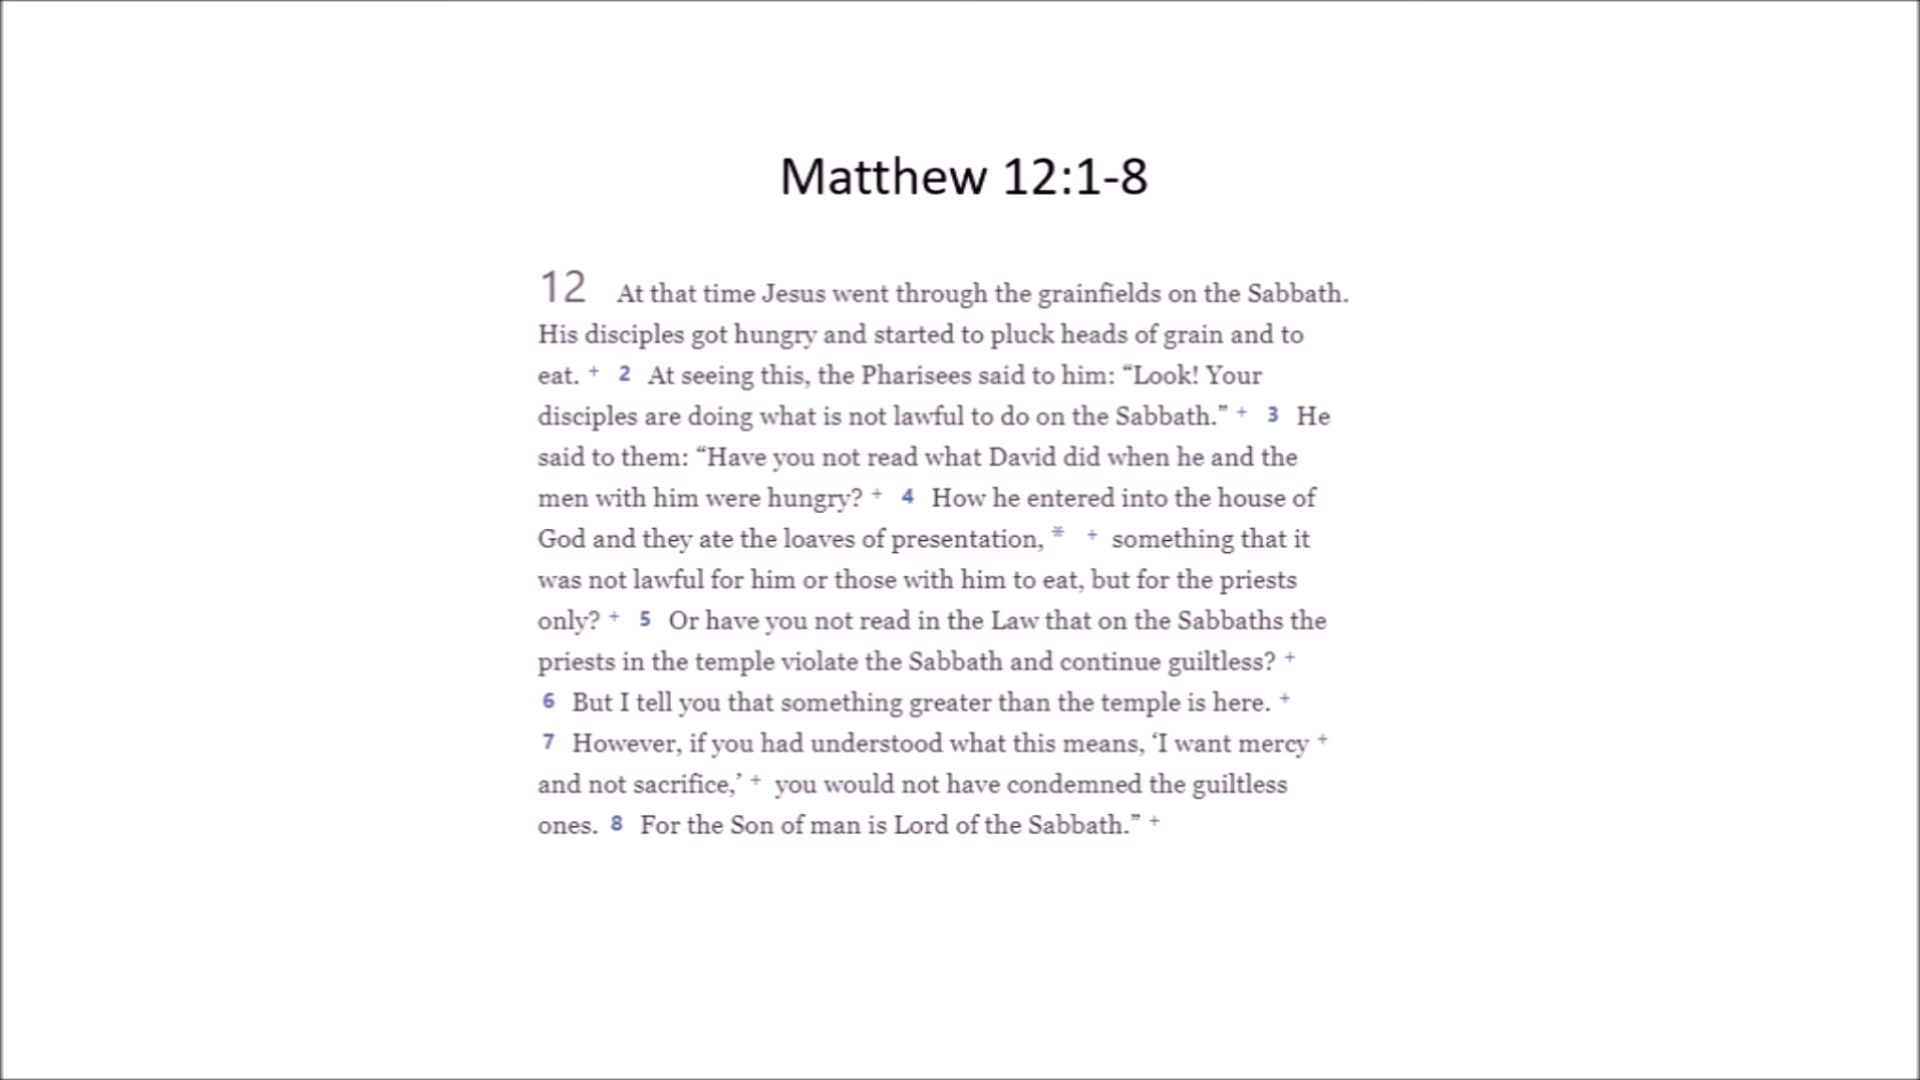 Matthew 12:1-8
12 At that time Jesus went through the grainfields on the Sabbath.
His disciples got hungry and started to pluck heads of grain and to
eat. + 2 At seeing this, the Pharisees said to him: “Look! Your
disciples are doing what is not lawful to do on the Sabbath.” + 3 He
said to them: “Have you not read what David did when he and the
men with him were hungry? + 4 How he entered into the house of
God and they ate the loaves of presentation, * + something that it
was not lawful for him or those with him to eat, but for the priests
only? + 5 Or have you not read in the Law that on the Sabbaths the
priests in the temple violate the Sabbath and continue guiltless? +
6 But I tell you that something greater than the temple is here. +
7 However, if you had understood what this means, ‘I want mercy +
and not sacrifice,’ + you would not have condemned the guiltless
ones. 8 For the Son of man is Lord of the Sabbath.” +